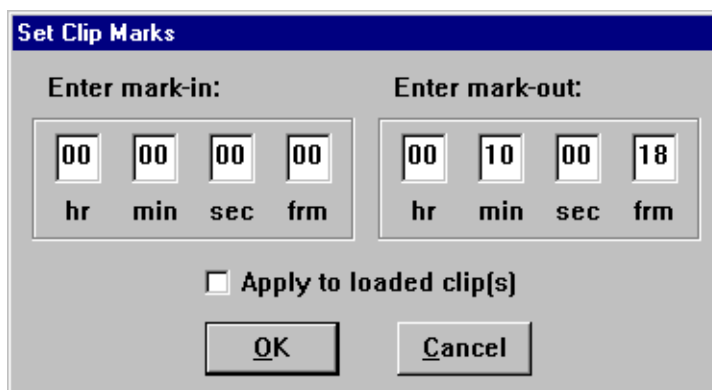 Set Clip Marks
Enter mark-in: Enter mark-out:
00 00 00 00 00 10 00 18
hr min sec frm hr min sec frm
Apply to loaded clip(s)
OK Cancel